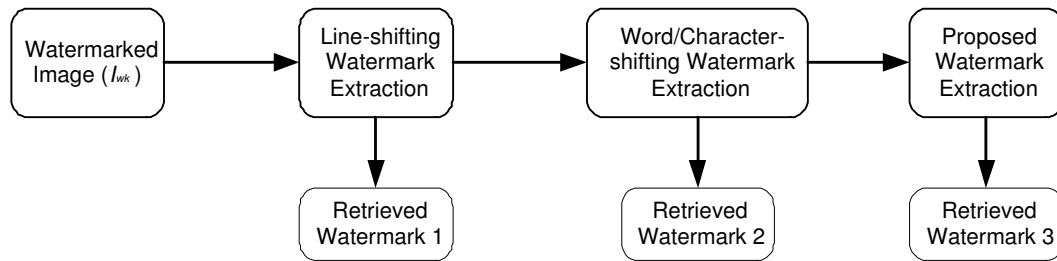 Watermarked
Image (I_wk)
Line-shifting
Watermark
Extraction
Word/Character-
shifting Watermark
Extraction
Proposed
Watermark
Extraction
Retrieved
Watermark 1
Retrieved
Watermark 2
Retrieved
Watermark 3